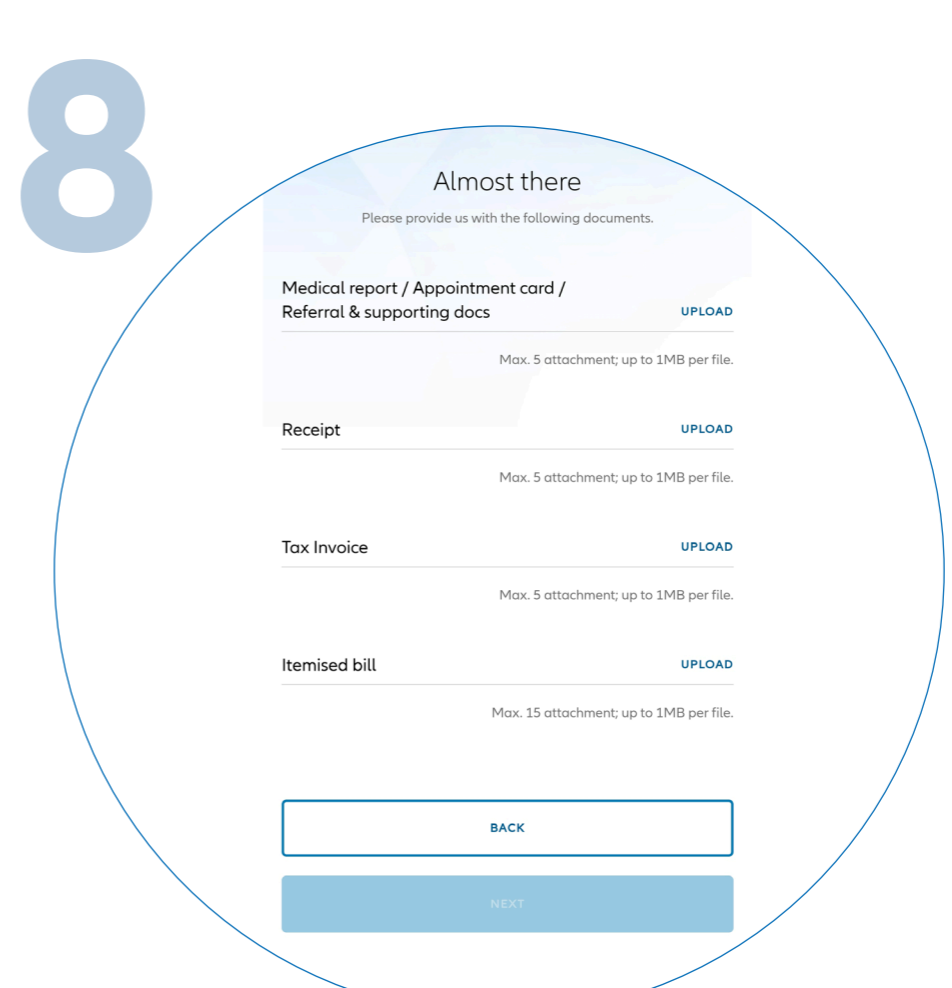 8
Almost there
Please provide us with the following documents.
Medical report / Appointment card /
Referral & supporting docs UPLOAD
Max. 5 attachment; up to 1MB per file.
Receipt UPLOAD
Max. 5 attachment; up to 1MB per file.
Tax Invoice UPLOAD
Max. 5 attachment; up to 1MB per file.
Itemised bill UPLOAD
Max. 15 attachment; up to 1MB per file.
BACK
NEXT